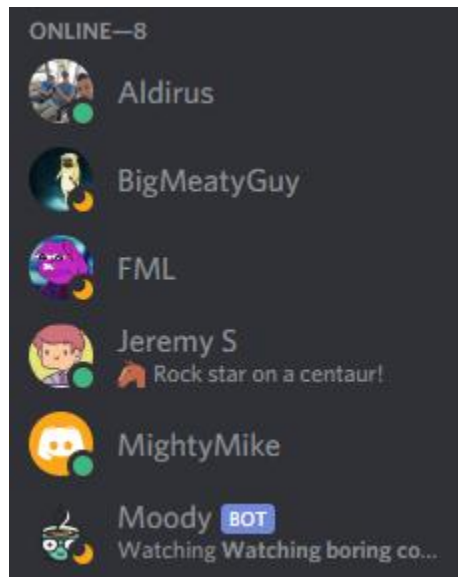 ONLINE—8
Aldirus
BigMeatyGuy
FML
Jeremy S
🐴 Rock star on a centaur!
MightyMike
Moody BOT
Watching Watching boring co...